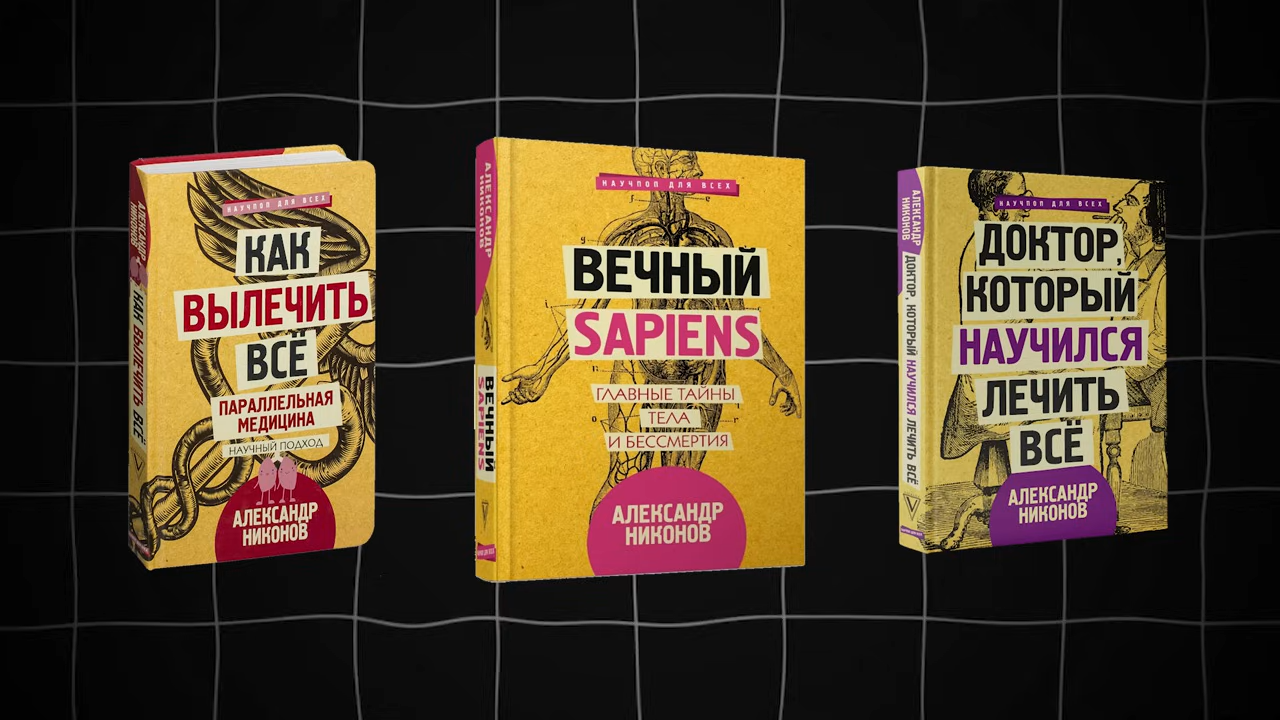 НАУЧПОП ДЛЯ ВСЕХ
КАК
ВЫЛЕЧИТЬ
ВСЁ
ПАРАЛЛЕЛЬНАЯ
МЕДИЦИНА
НАУЧНЫЙ ПОДХОД
АЛЕКСАНДР
НИКОНОВ
АЛЕКСАНДР
НИКОНОВ
КАК ВЫЛЕЧИТЬ ВСЁ
НАУЧПОП ДЛЯ ВСЕХ
ВЕЧНЫЙ
SAPIENS
ГЛАВНЫЕ ТАЙНЫ
ТЕЛА
И БЕССМЕРТИЯ
АЛЕКСАНДР
НИКОНОВ
АЛЕКСАНДР
НИКОНОВ
ВЕЧНЫЙ
SAPIENS
НАУЧПОП ДЛЯ ВСЕХ
ДОКТОР,
КОТОРЫЙ
НАУЧИЛСЯ
ЛЕЧИТЬ
ВСЁ
АЛЕКСАНДР
НИКОНОВ
АЛЕКСАНДР
НИКОНОВ
ДОКТОР, КОТОРЫЙ НАУЧИЛСЯ ЛЕЧИТЬ ВСЁ